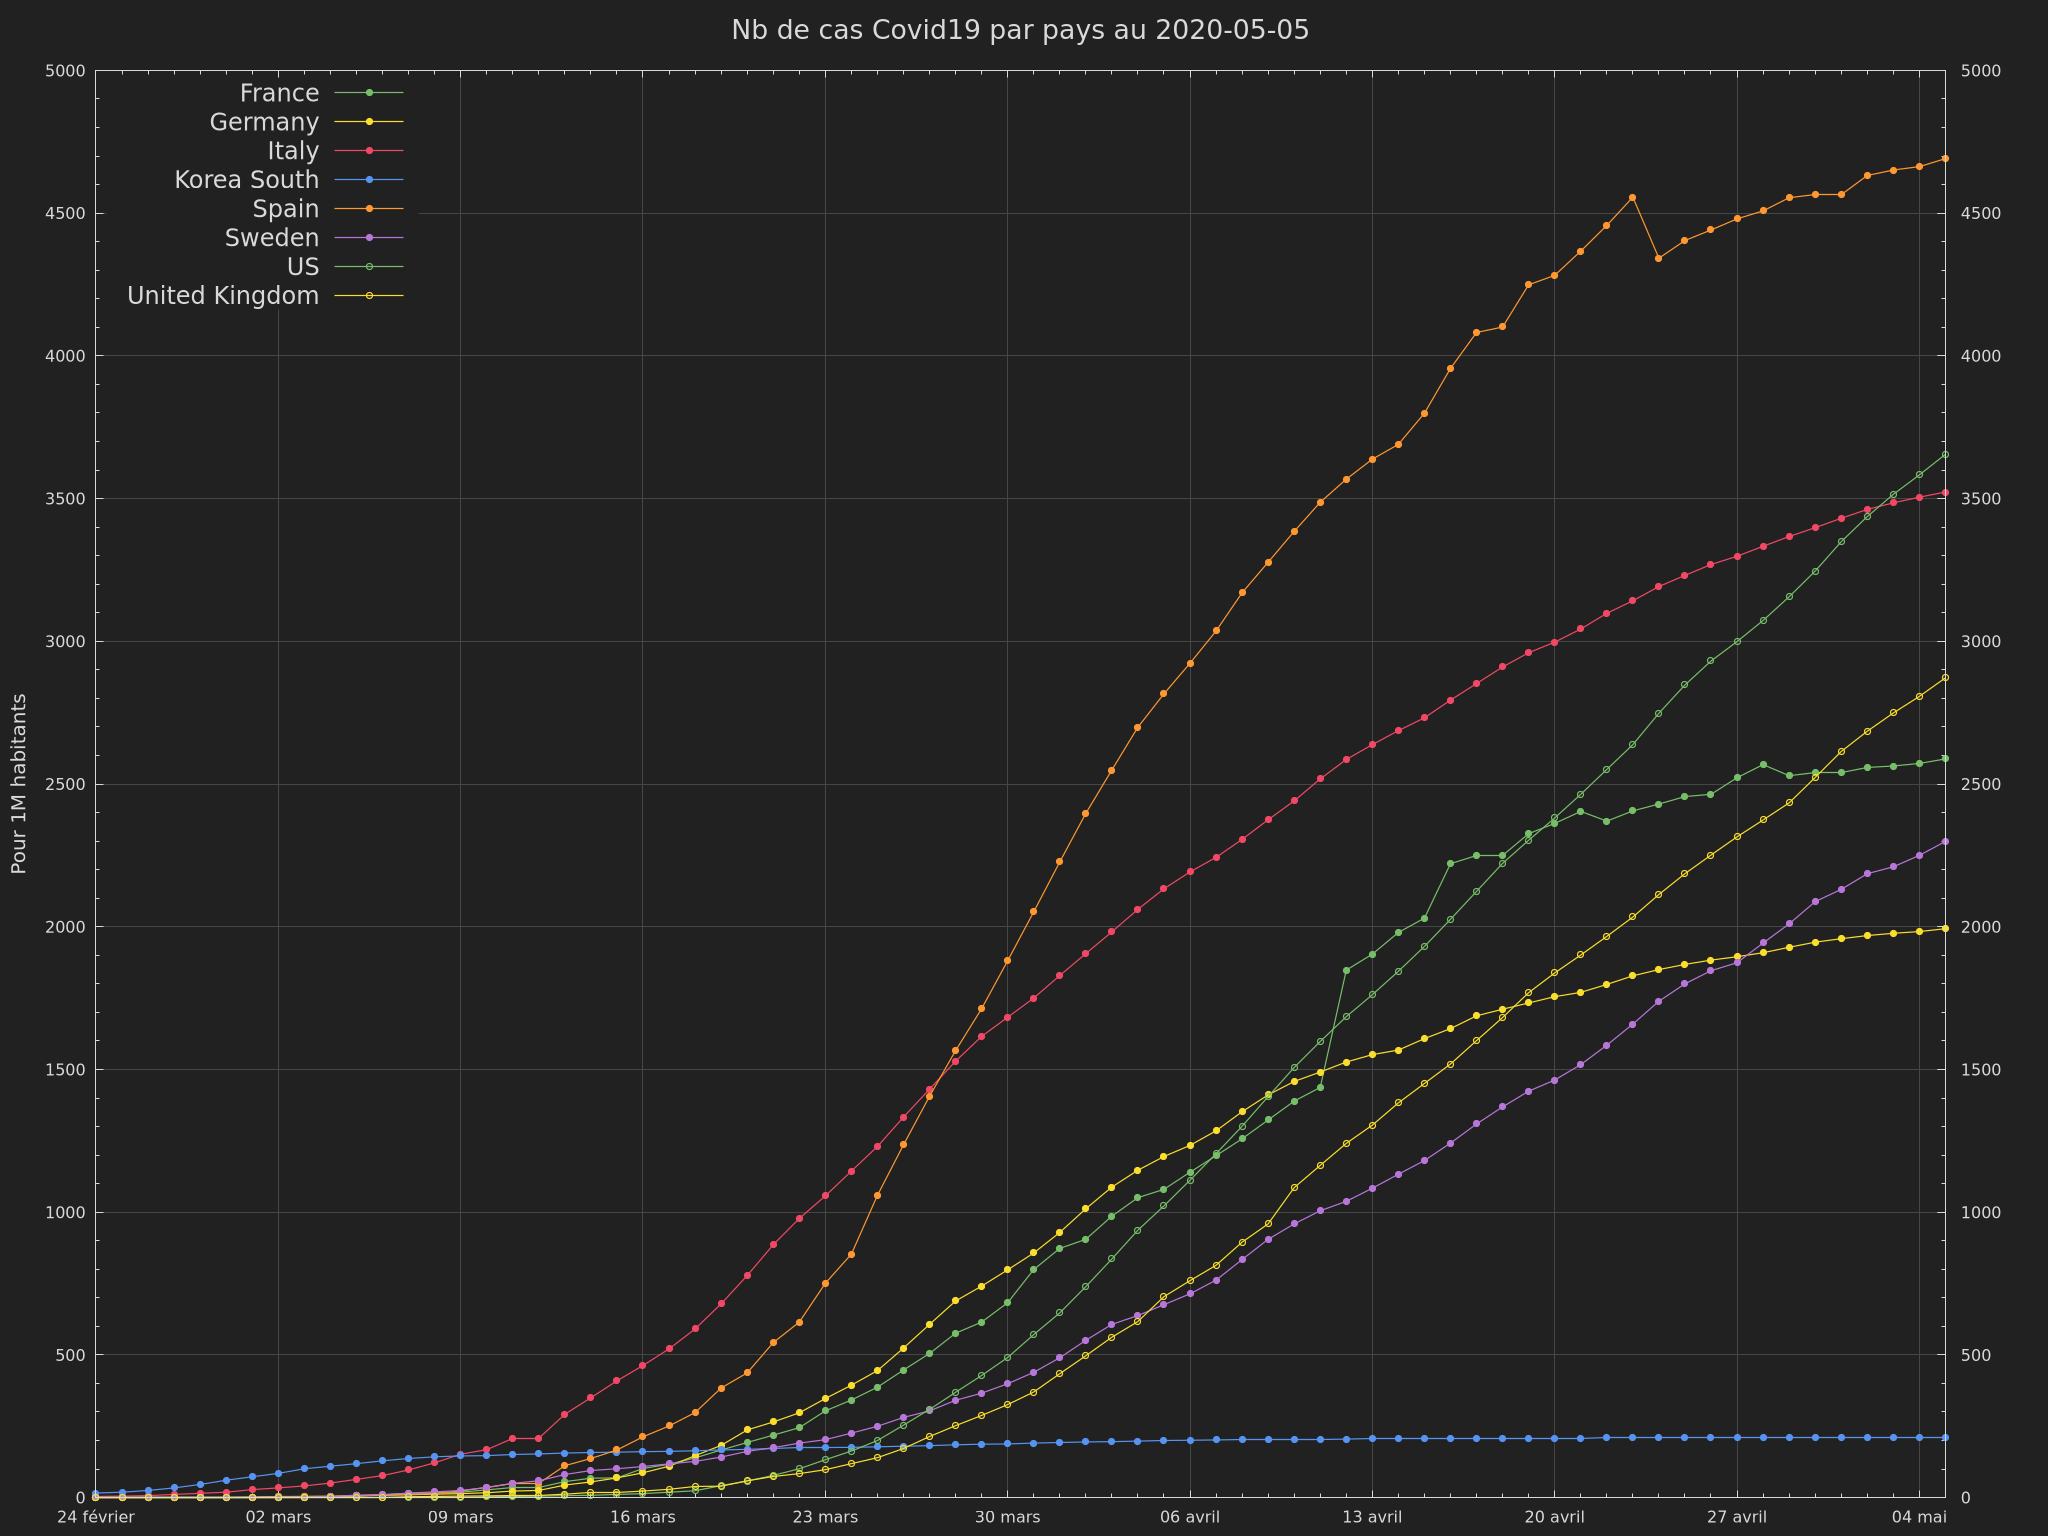 Nb de cas Covid19 par pays au 2020-05-05
5000 5000
France
Germany
Italy
Korea South
Spain
4500 4500
Sweden
US
United Kingdom
4000 4000
3500 3500
3000 3000
Pour 1M habitants
2500 2500
2000 2000
1500 1500
1000 1000
500 500
0 0
24 février 02 mars 09 mars 16 mars 23 mars 30 mars 06 avril 13 avril 20 avril 27 avril 04 mai